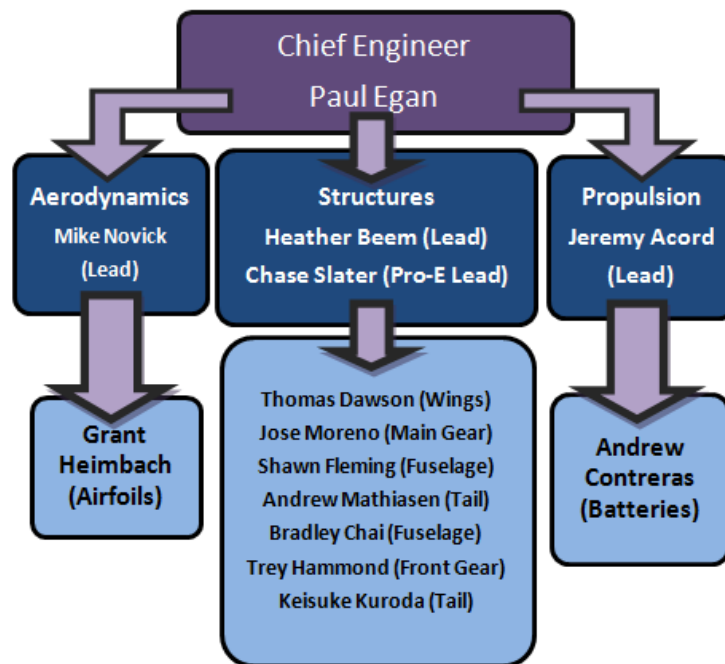 Chief Engineer
Paul Egan
Aerodynamics
Mike Novick
(Lead)
Structures
Heather Beem (Lead)
Chase Slater (Pro-E Lead)
Propulsion
Jeremy Acord
(Lead)
Grant
Heimbach
(Airfoils)
Thomas Dawson (Wings)
Jose Moreno (Main Gear)
Shawn Fleming (Fuselage)
Andrew Mathiasen (Tail)
Bradley Chai (Fuselage)
Trey Hammond (Front Gear)
Keisuke Kuroda (Tail)
Andrew
Contreras
(Batteries)